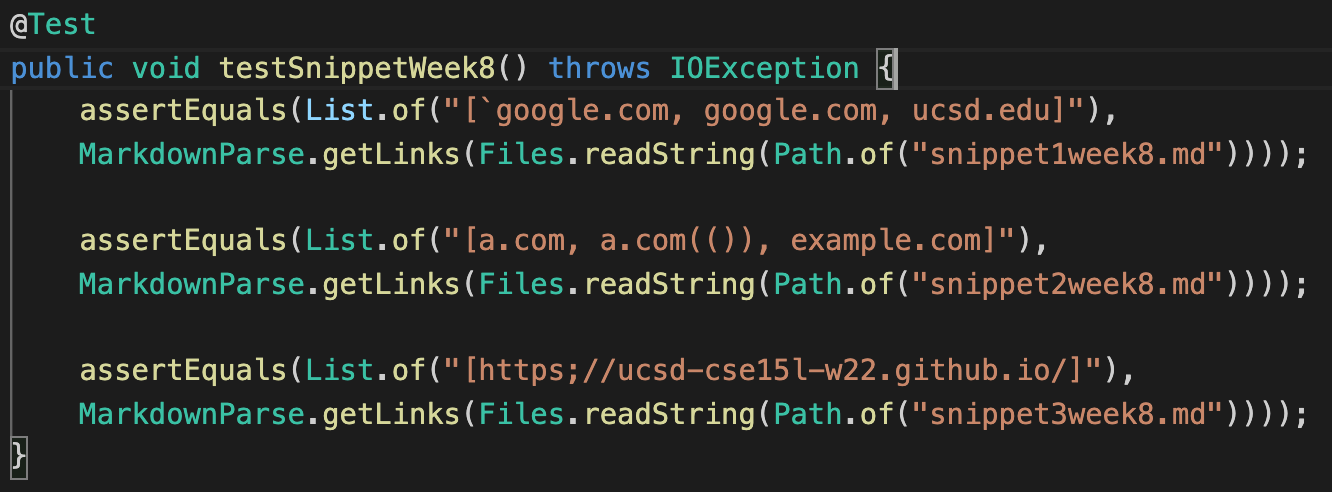 @Test
public void testSnippetWeek8() throws IOException {
assertEquals(List.of("[`google.com, google.com, ucsd.edu]"),
MarkdownParse.getLinks(Files.readString(Path.of("snippet1week8.md"))));
assertEquals(List.of("[a.com, a.com(()), example.com]"),
MarkdownParse.getLinks(Files.readString(Path.of("snippet2week8.md"))));
assertEquals(List.of("[https;//ucsd-cse15l-w22.github.io/]"),
MarkdownParse.getLinks(Files.readString(Path.of("snippet3week8.md"))));
}